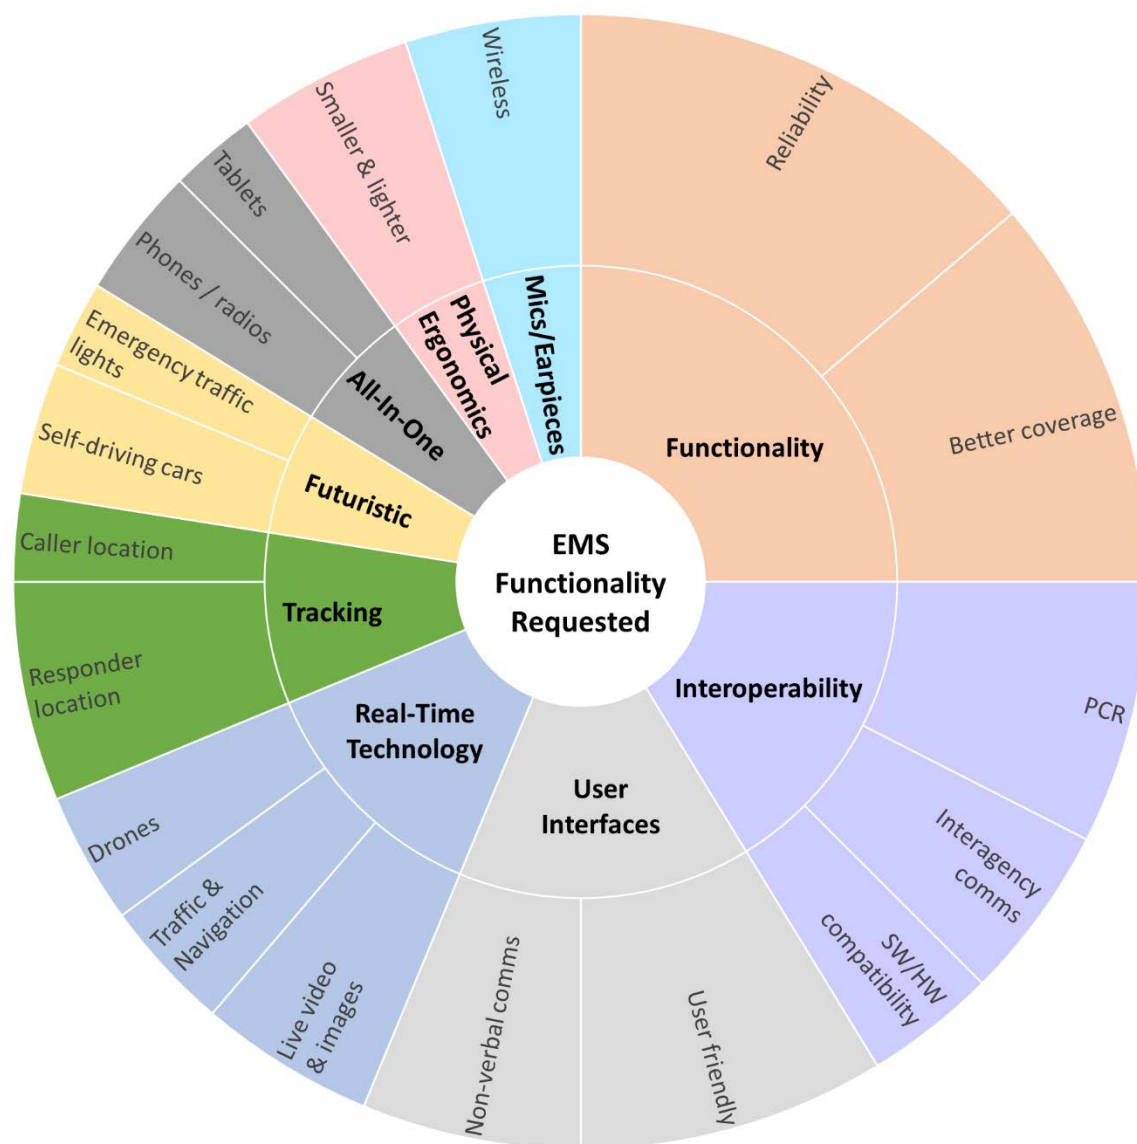 EMS
Functionality
Requested
Functionality
Reliability
Better coverage
Interoperability
PCR
Interagency
comms
SW/HW
compatibility
User
Interfaces
User friendly
Non-verbal comms
Real-Time
Technology
Live video
& images
Traffic &
Navigation
Drones
Tracking
Responder
location
Caller location
Futuristic
Self-driving cars
Emergency traffic
lights
All-In-One
Phones / radios
Tablets
Physical
Ergonomics
Smaller & lighter
Mics/Earpieces
Wireless